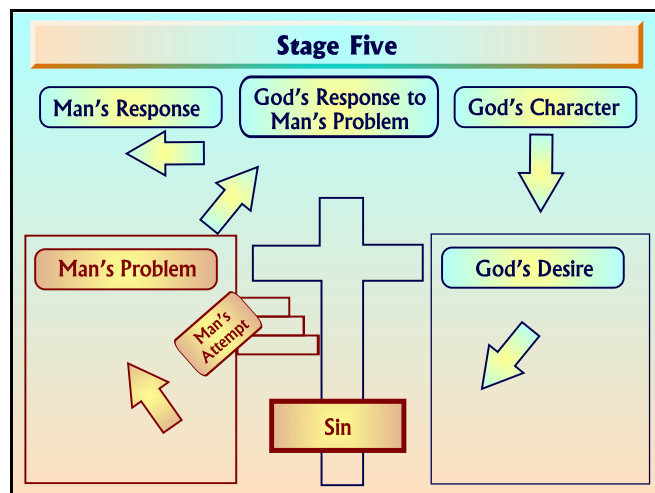 Stage Five
Man's Response
God's Response to
Man's Problem
God's Character
Man's Problem
God's Desire
Man's
Attempt
Sin